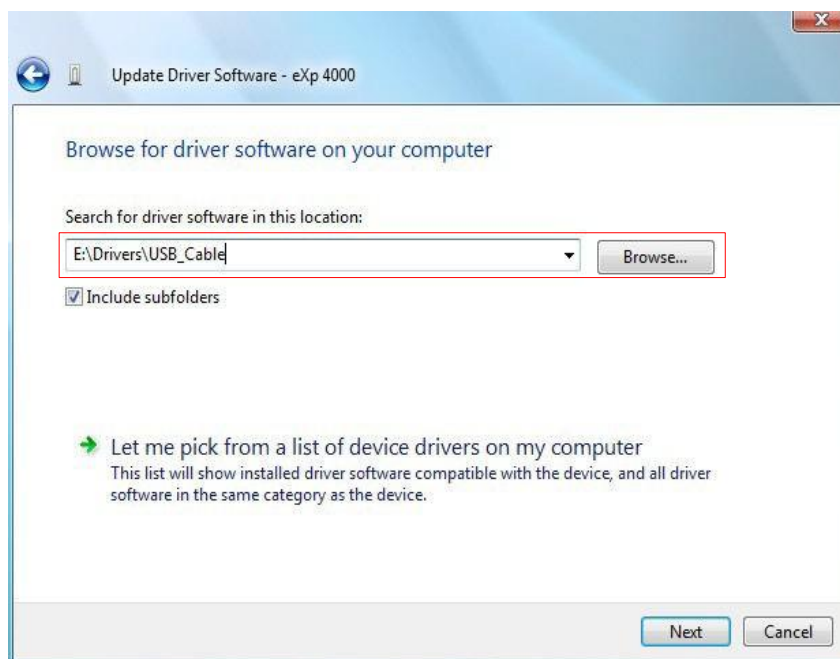 Update Driver Software - eXp 4000
Browse for driver software on your computer
Search for driver software in this location:
E:\Drivers\USB_Cable
Browse...
Include subfolders
Let me pick from a list of device drivers on my computer
This list will show installed driver software compatible with the device, and all driver
software in the same category as the device.
Next
Cancel